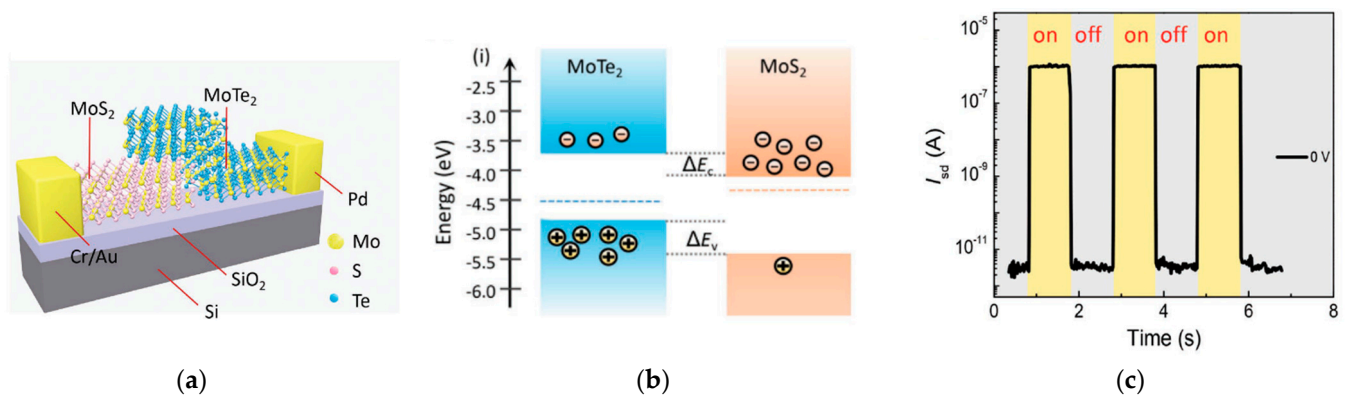 MoS₂
MoTe₂
Pd
Cr/Au
SiO₂
Si
Mo
S
Te
(a)
(i)
MoTe₂
MoS₂
Energy (eV)
-2.5
-3.0
-3.5
-4.0
-4.5
-5.0
-5.5
-6.0
ΔEc
ΔEv
(b)
on off on off on
Isd (A)
10⁻⁵
10⁻⁷
10⁻⁹
10⁻¹¹
0 V
0 2 4 6 8
Time (s)
(c)